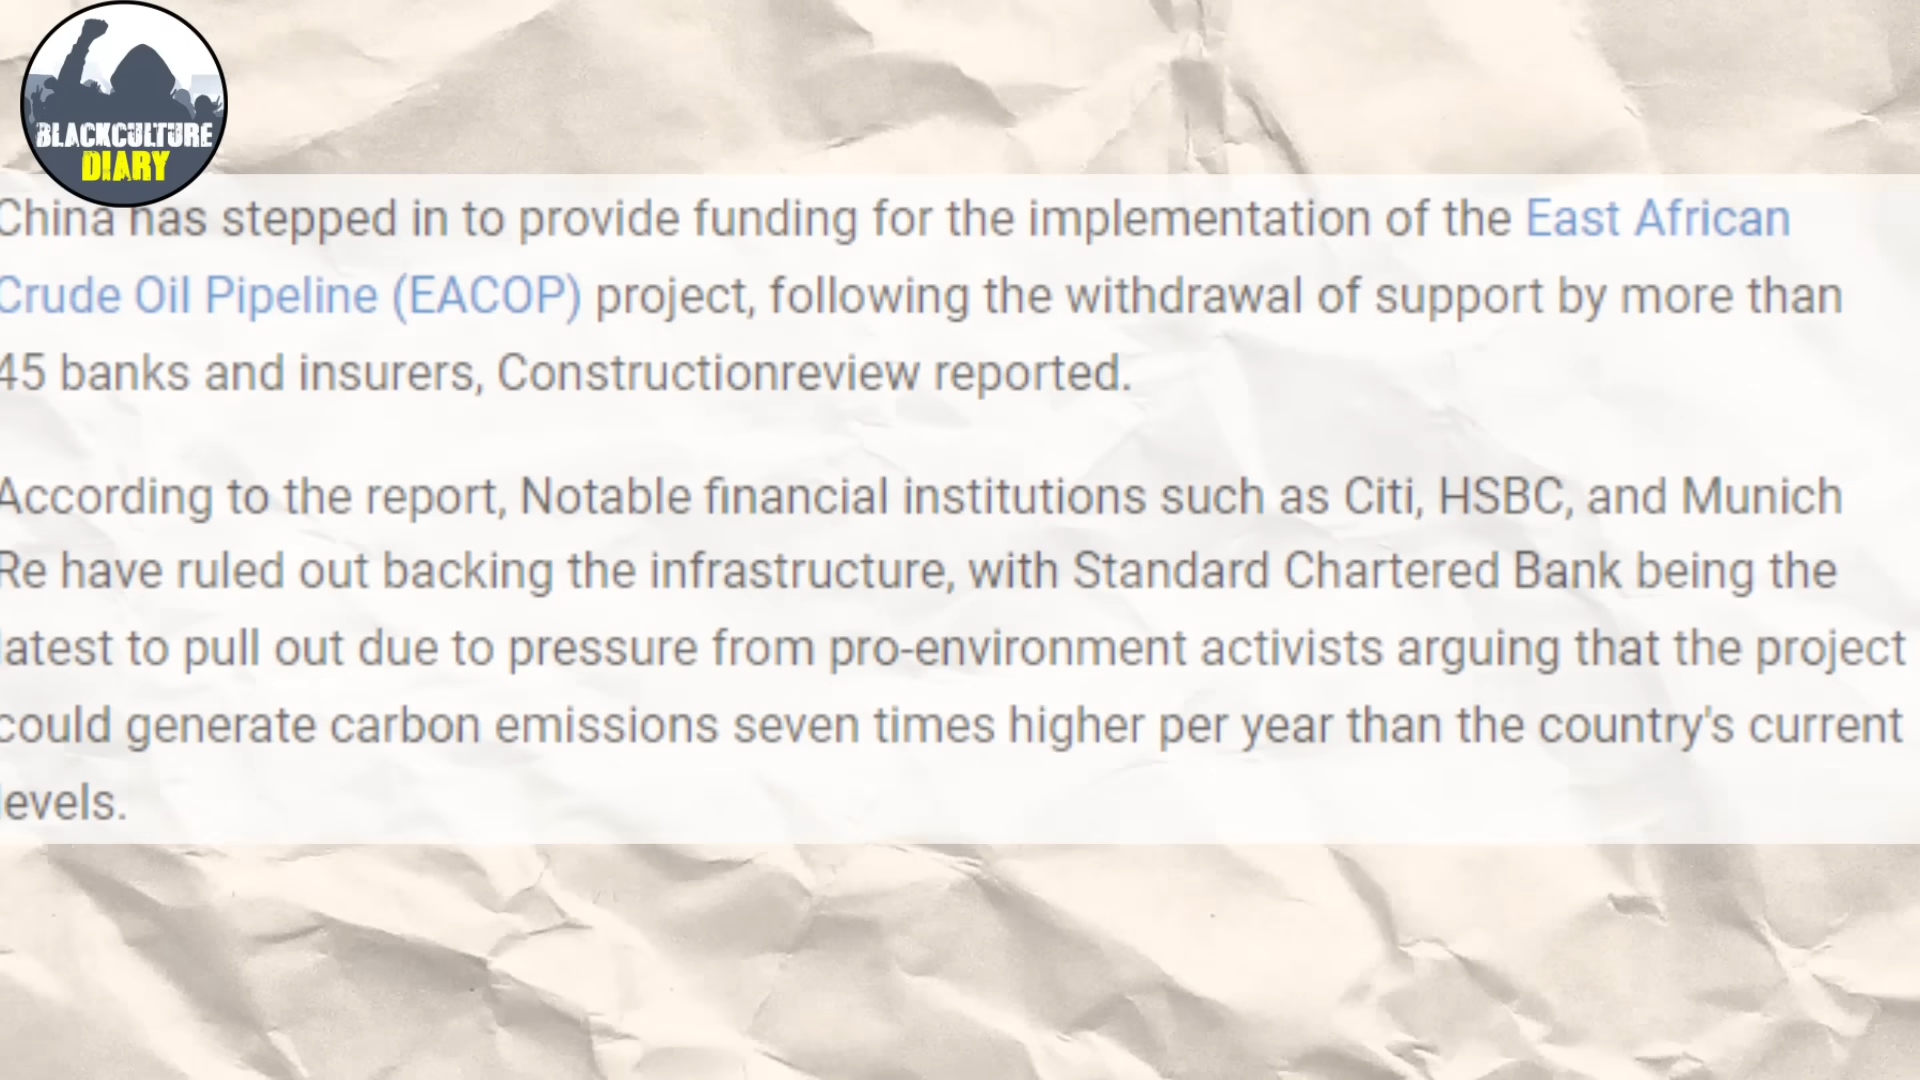 BLACKCULTURE
DIARY
China has stepped in to provide funding for the implementation of the East African
Crude Oil Pipeline (EACOP) project, following the withdrawal of support by more than
45 banks and insurers, Constructionreview reported.
According to the report, Notable financial institutions such as Citi, HSBC, and Munich
Re have ruled out backing the infrastructure, with Standard Chartered Bank being the
latest to pull out due to pressure from pro-environment activists arguing that the project
could generate carbon emissions seven times higher per year than the country's current
levels.